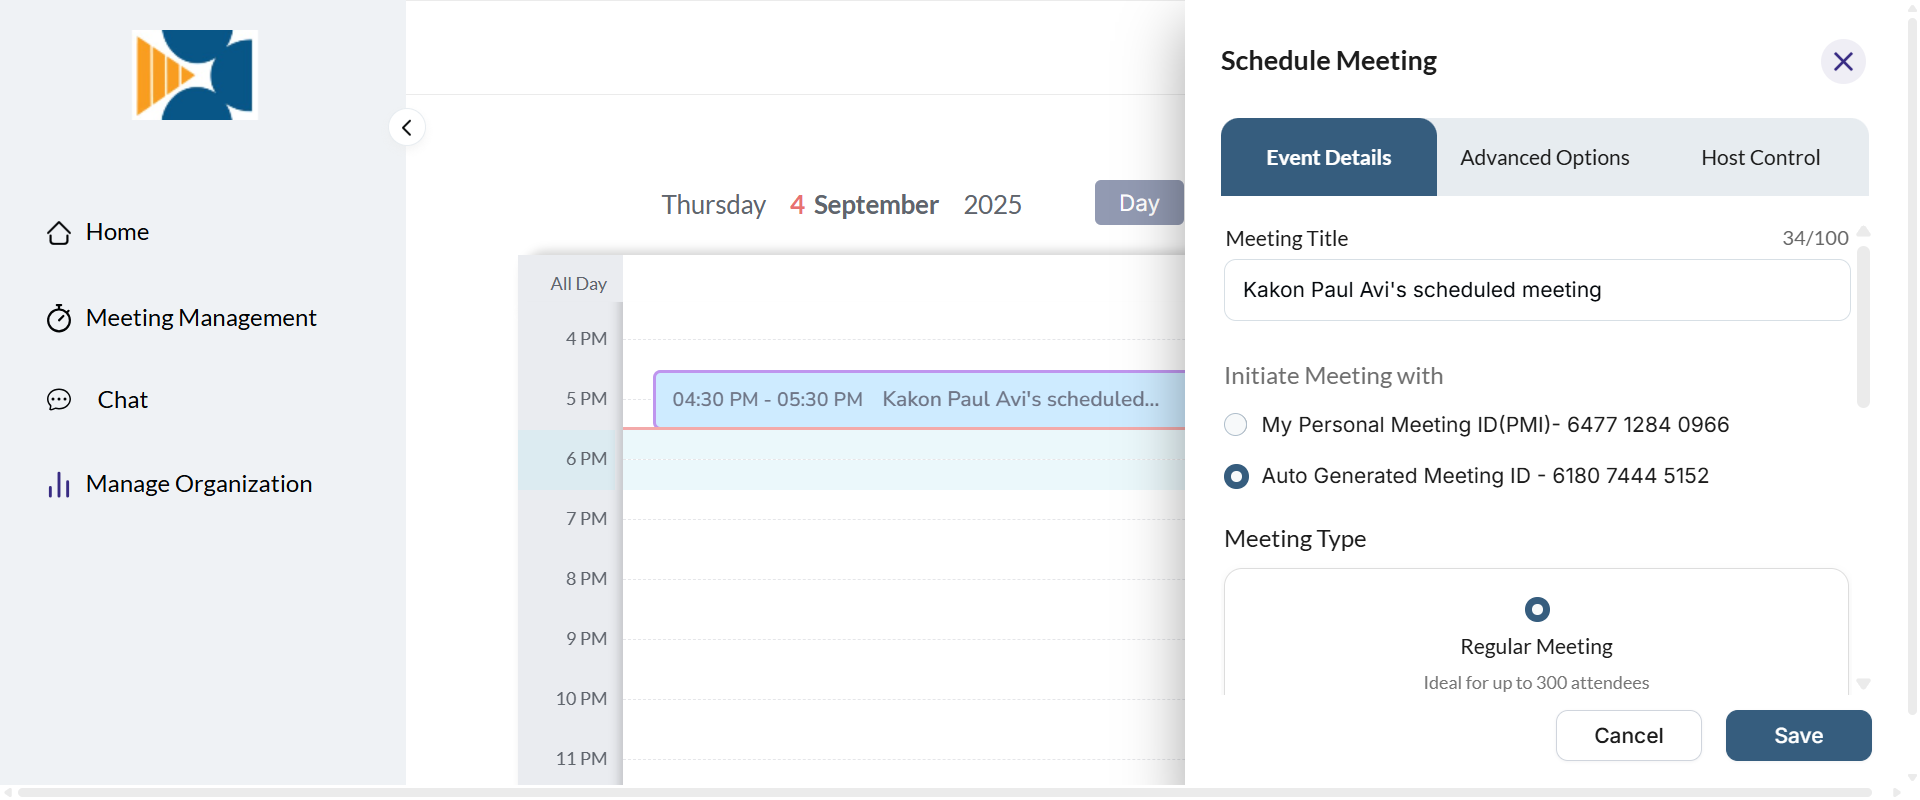 Home
Meeting Management
Chat
Manage Organization
Thursday 4 September 2025
Day
All Day
4 PM
5 PM
04:30 PM - 05:30 PM Kakon Paul Avi's scheduled...
6 PM
7 PM
8 PM
9 PM
10 PM
11 PM
Schedule Meeting
Event Details Advanced Options Host Control
Meeting Title 34/100
Kakon Paul Avi's scheduled meeting
Initiate Meeting with
My Personal Meeting ID(PMI)- 6477 1284 0966
Auto Generated Meeting ID - 6180 7444 5152
Meeting Type
Regular Meeting
Ideal for up to 300 attendees
Cancel Save